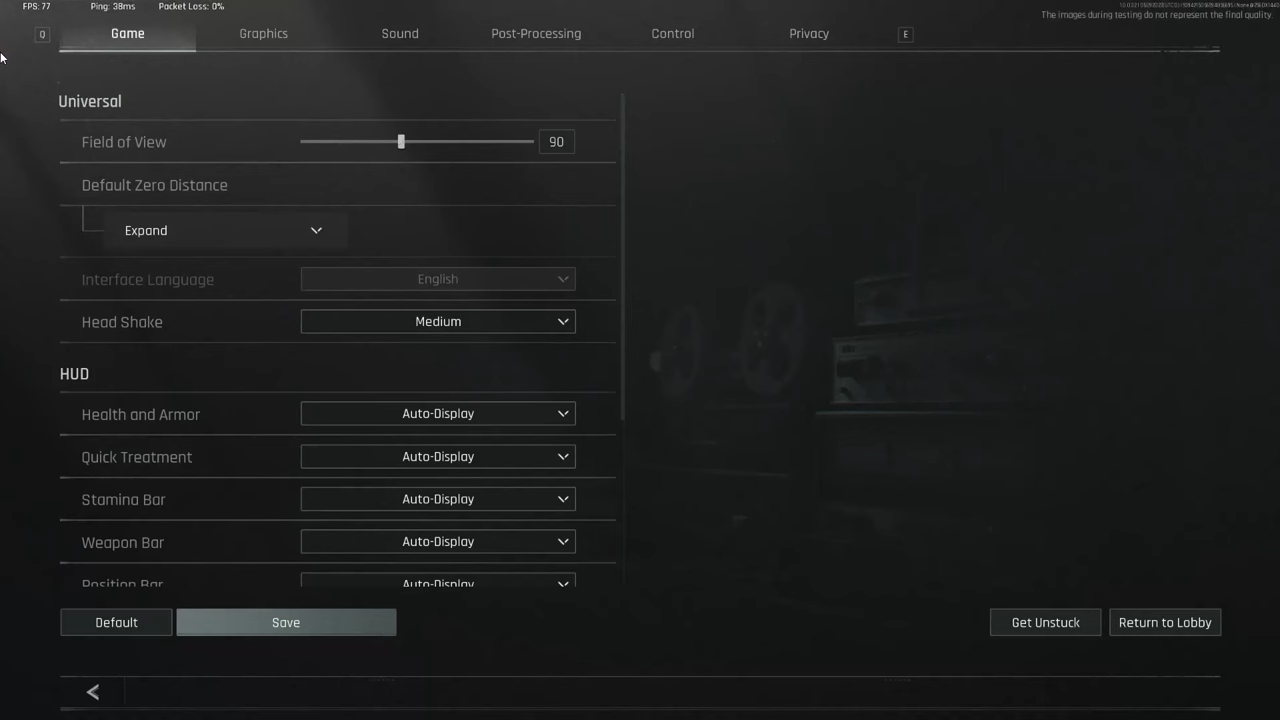 FPS: 77 Ping: 38ms Packet Loss: 0%
The images during testing do not represent the final quality.
Q Game Graphics Sound Post-Processing Control Privacy E
Universal
Field of View 90
Default Zero Distance
Expand
Interface Language English
Head Shake Medium
HUD
Health and Armor Auto-Display
Quick Treatment Auto-Display
Stamina Bar Auto-Display
Weapon Bar Auto-Display
Position Bar Auto-Display
Default Save Get Unstuck Return to Lobby